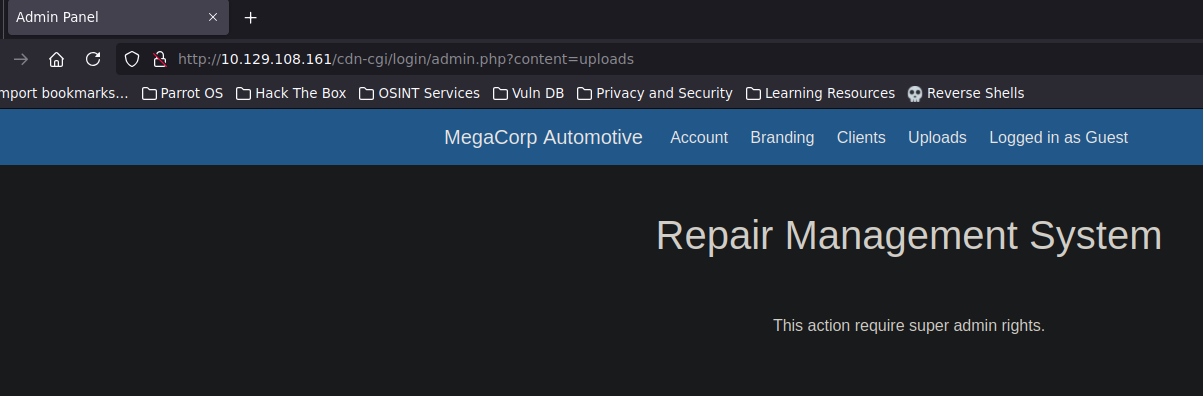 Admin Panel
http://10.129.108.161/cdn-cgi/login/admin.php?content=uploads
mport bookmarks... Parrot OS Hack The Box OSINT Services Vuln DB Privacy and Security Learning Resources Reverse Shells
MegaCorp Automotive Account Branding Clients Uploads Logged in as Guest
Repair Management System
This action require super admin rights.